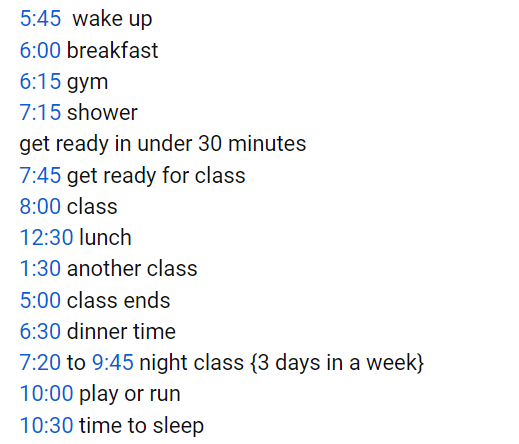 5:45 wake up
6:00 breakfast
6:15 gym
7:15 shower
get ready in under 30 minutes
7:45 get ready for class
8:00 class
12:30 lunch
1:30 another class
5:00 class ends
6:30 dinner time
7:20 to 9:45 night class {3 days in a week}
10:00 play or run
10:30 time to sleep